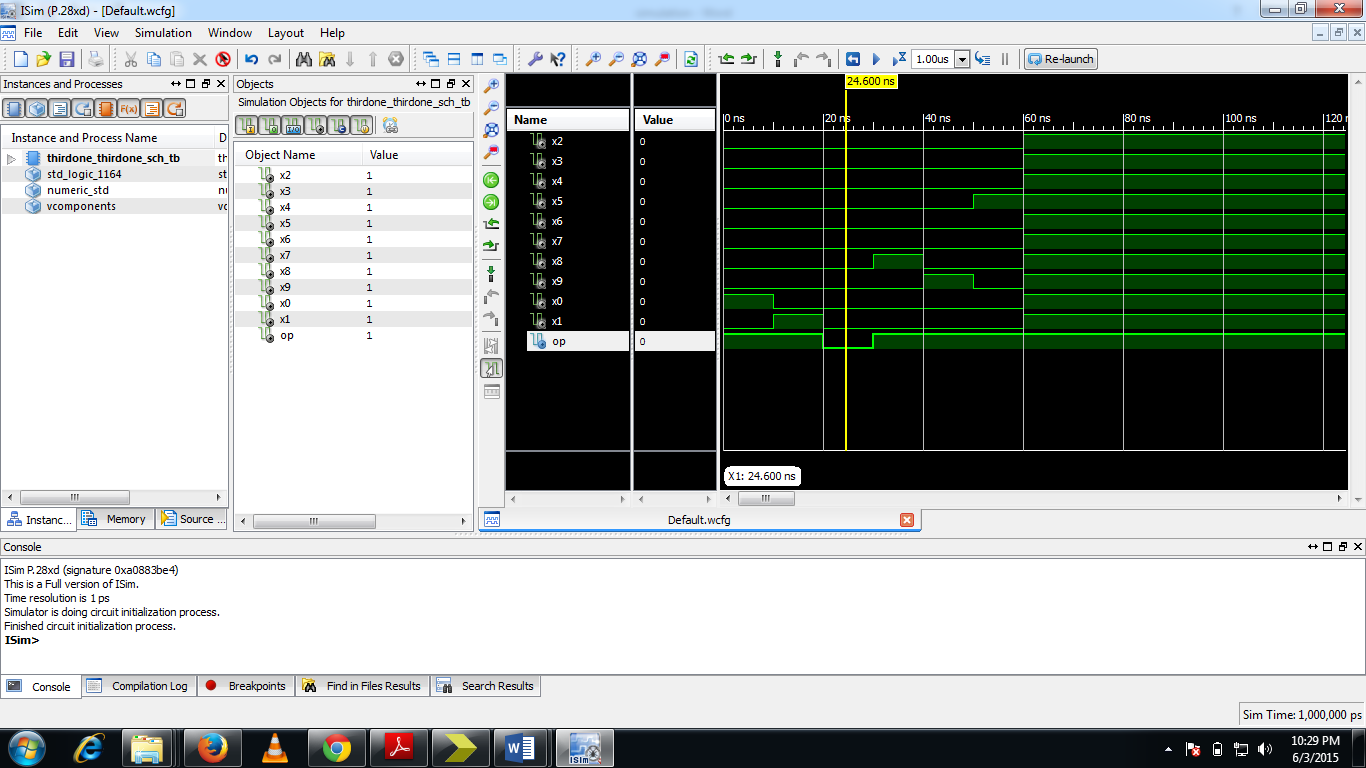 ISim (P.28xd) - [Default.wcfg]
File Edit View Simulation Window Layout Help
1.00us Re-launch
Instances and Processes
Instance and Process Name D
thirdone_thirdone_sch_tb th
std_logic_1164 st
numeric_std nu
vcomponents vc
Instanc... Memory Source ...
Objects
Simulation Objects for thirdone_thirdone_sch_tb
Object Name Value
x2 1
x3 1
x4 1
x5 1
x6 1
x7 1
x8 1
x9 1
x0 1
x1 1
op 1
Name Value
x2 0
x3 0
x4 0
x5 0
x6 0
x7 0
x8 0
x9 0
x0 0
x1 0
op 0
24.600 ns
0 ns 20 ns 40 ns 60 ns 80 ns 100 ns 120 n
X1: 24.600 ns
Default.wcfg
Console
ISim P.28xd (signature 0xa0883be4)
This is a Full version of ISim.
Time resolution is 1 ps
Simulator is doing circuit initialization process.
Finished circuit initialization process.
ISim>
Console Compilation Log Breakpoints Find in Files Results Search Results
Sim Time: 1,000,000 ps
10:29 PM
6/3/2015